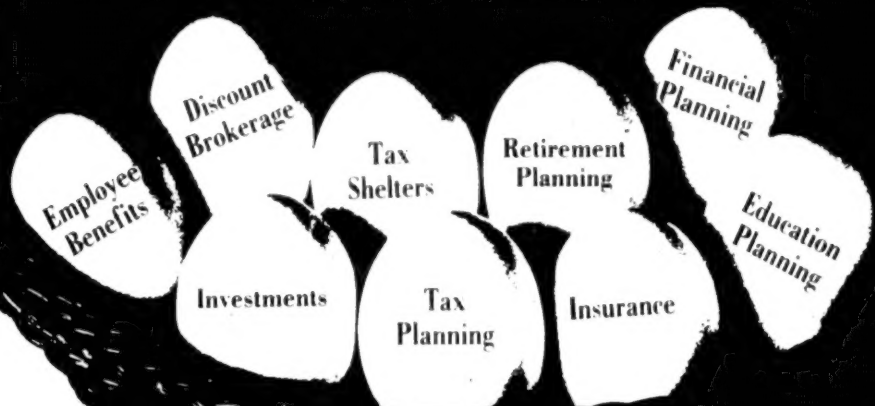 Employee
Benefits
Discount
Brokerage
Tax
Shelters
Retirement
Planning
Financial
Planning
Education
Planning
Investments
Tax
Planning
Insurance